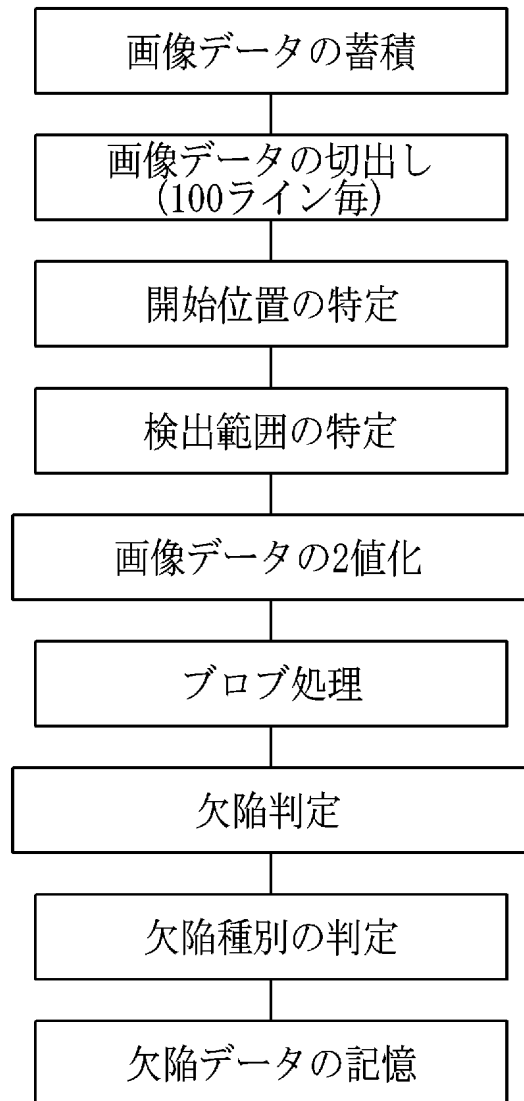 画像データの蓄積
画像データの切出し
(100ライン毎)
開始位置の特定
検出範囲の特定
画像データの2値化
ブロブ処理
欠陥判定
欠陥種別の判定
欠陥データの記憶